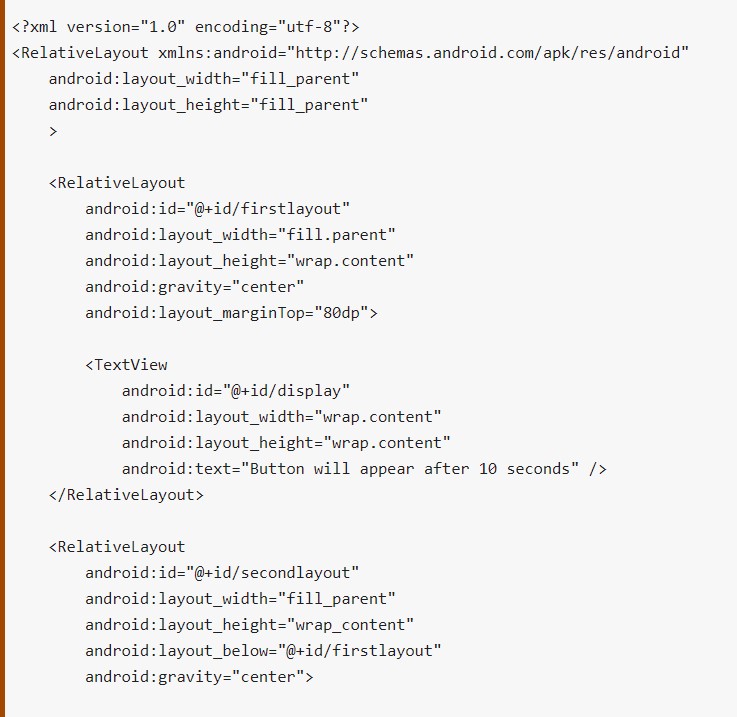 <?xml version="1.0" encoding="utf-8"?>
<RelativeLayout xmlns:android="http://schemas.android.com/apk/res/android"
    android:layout_width="fill_parent"
    android:layout_height="fill_parent"
    >

    <RelativeLayout
        android:id="@+id/firstlayout"
        android:layout_width="fill.parent"
        android:layout_height="wrap.content"
        android:gravity="center"
        android:layout_marginTop="80dp">

        <TextView
            android:id="@+id/display"
            android:layout_width="wrap.content"
            android:layout_height="wrap.content"
            android:text="Button will appear after 10 seconds" />
    </RelativeLayout>

    <RelativeLayout
        android:id="@+id/secondlayout"
        android:layout_width="fill_parent"
        android:layout_height="wrap_content"
        android:layout_below="@+id/firstlayout"
        android:gravity="center">